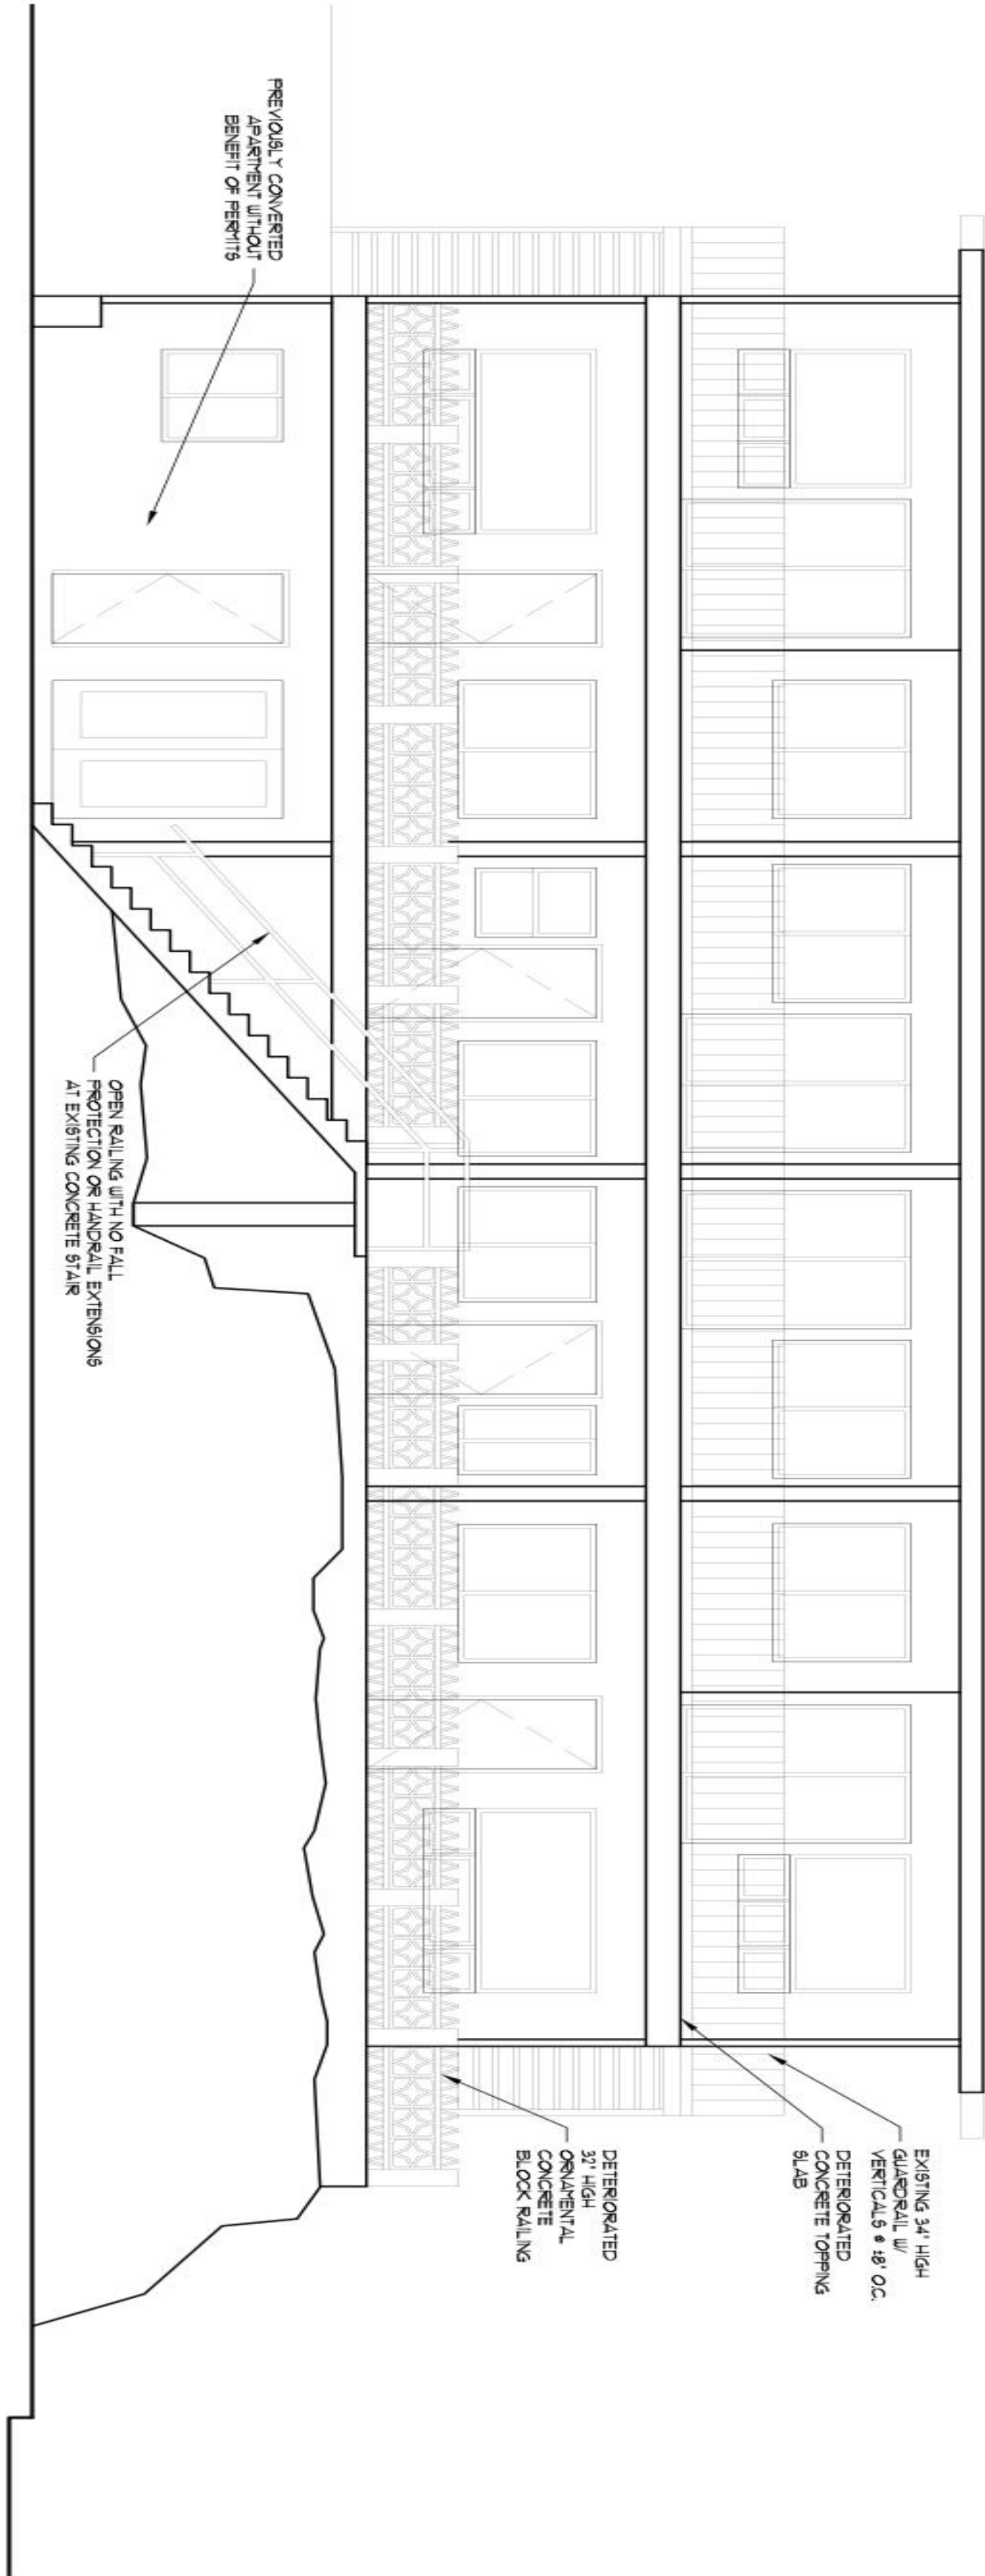 EXISTING 34" HIGH
GUARDRAIL W/
VERTICALS @ ±8" O.C.
DETERIORATED
CONCRETE TOPPING
SLAB
DETERIORATED
32" HIGH
ORNAMENTAL
CONCRETE
BLOCK RAILING
PREVIOUSLY CONVERTED
APARTMENT WITHOUT
BENEFIT OF PERMITS
OPEN RAILING WITH NO FALL
PROTECTION OR HANDRAIL EXTENSIONS
AT EXISTING CONCRETE STAIR